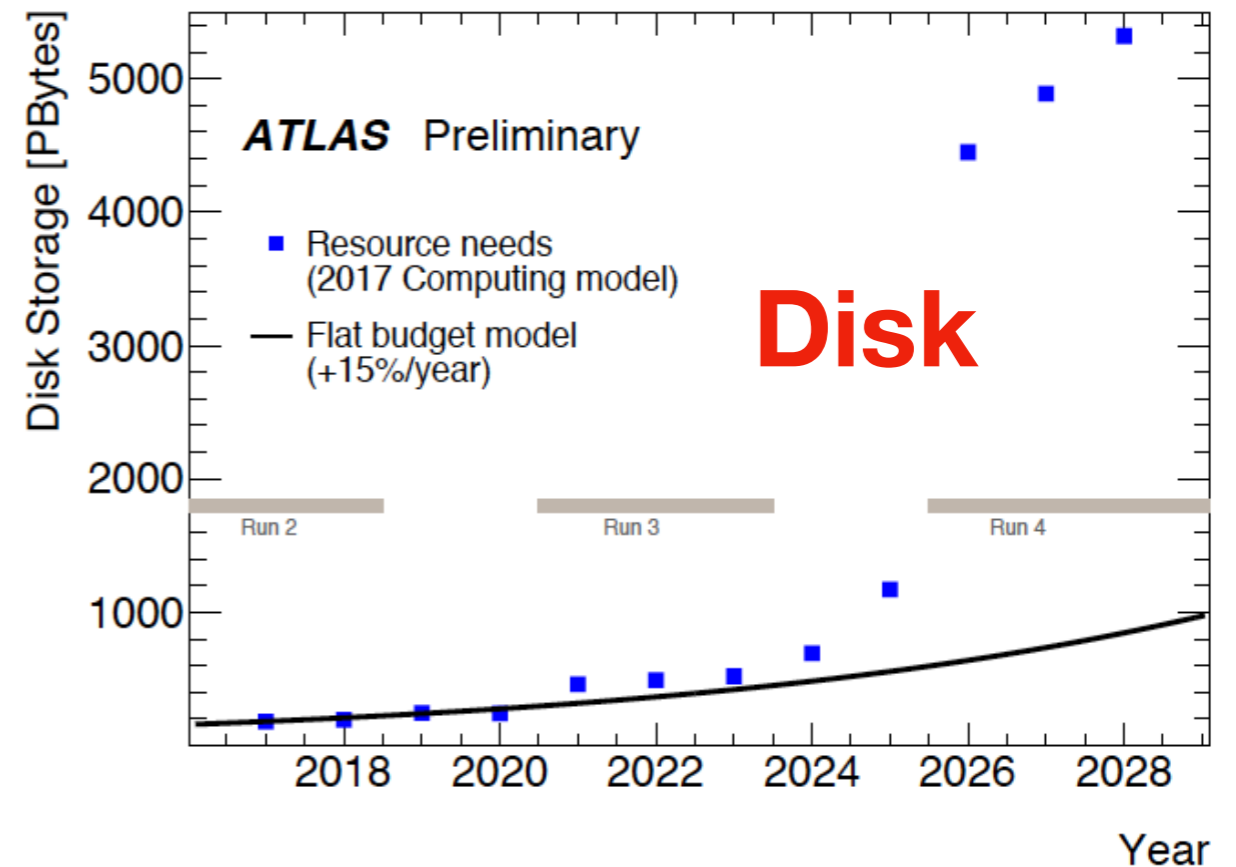 Disk Storage [PBytes]
5000
4000
3000
2000
1000
ATLAS Preliminary
Resource needs
(2017 Computing model)
Flat budget model
(+15%/year)
Disk
Run 2
Run 3
Run 4
2018 2020 2022 2024 2026 2028
Year